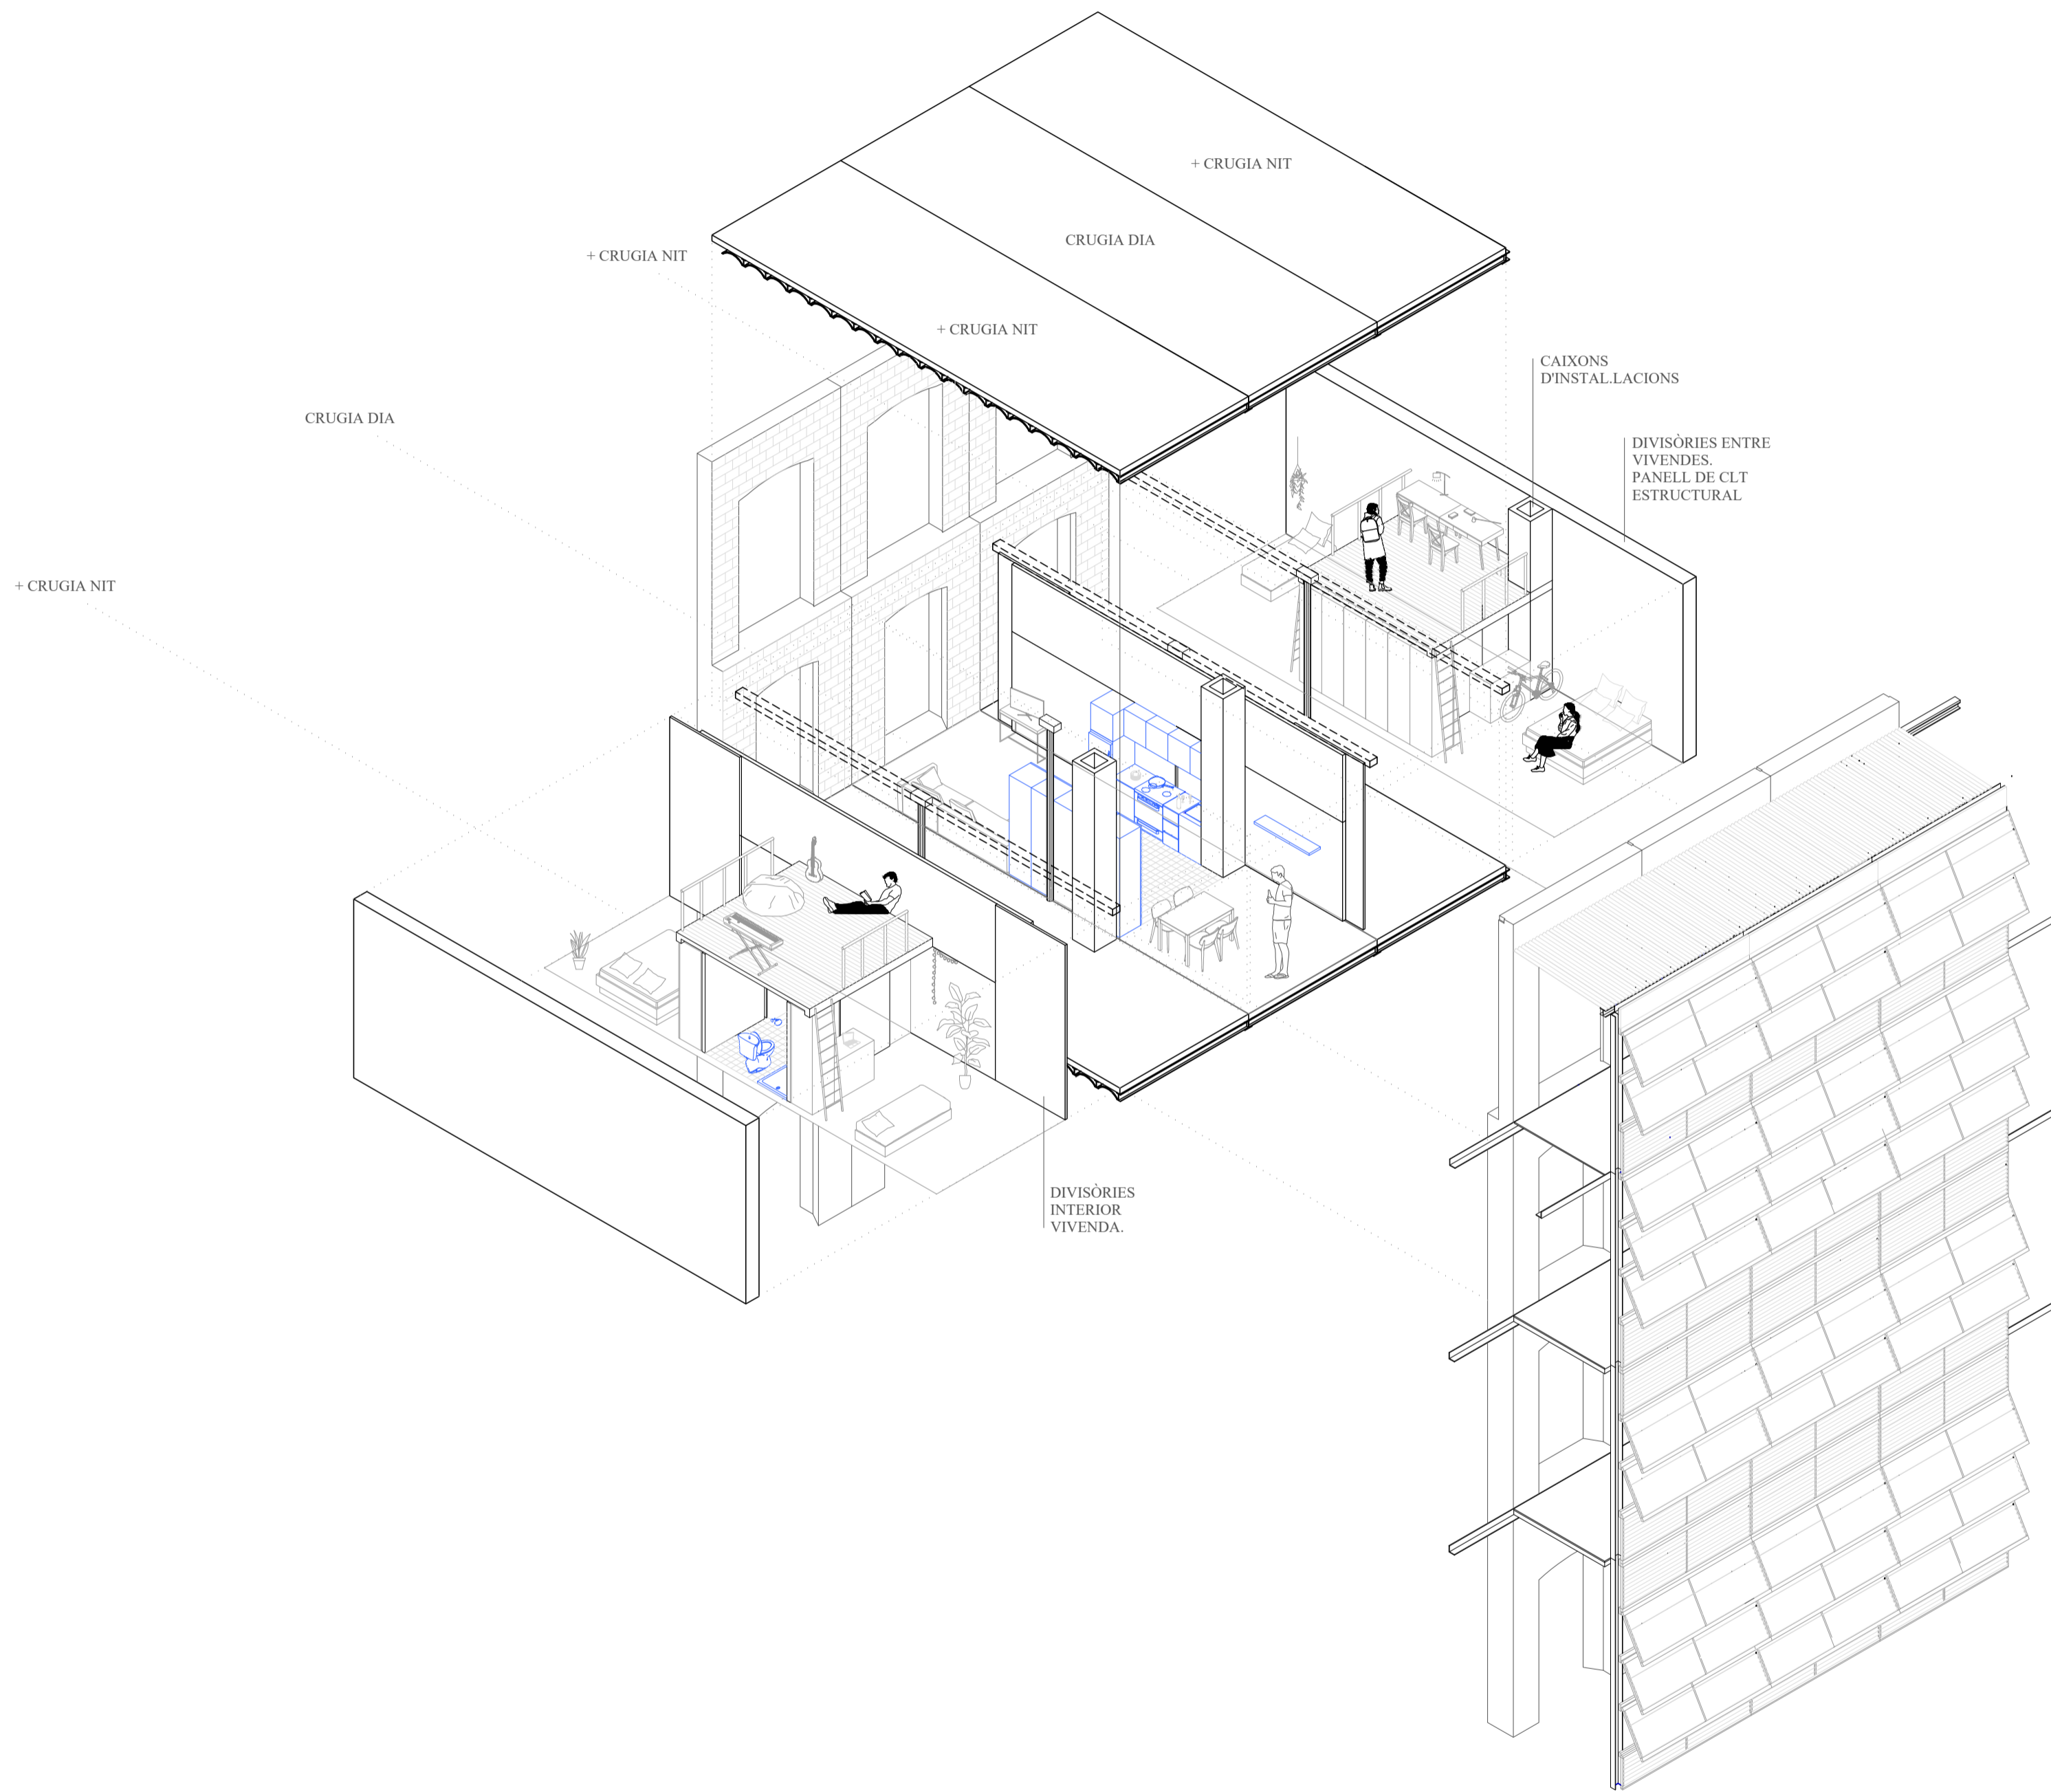 + CRUGIA NIT
CRUGIA DIA
+ CRUGIA NIT
+ CRUGIA NIT
CAIXONS
D'INSTAL.LACIONS
CRUGIA DIA
DIVISÒRIES ENTRE
VIVENDES.
PANELL DE CLT
ESTRUCTURAL
+ CRUGIA NIT
DIVISÒRIES
INTERIOR
VIVENDA.